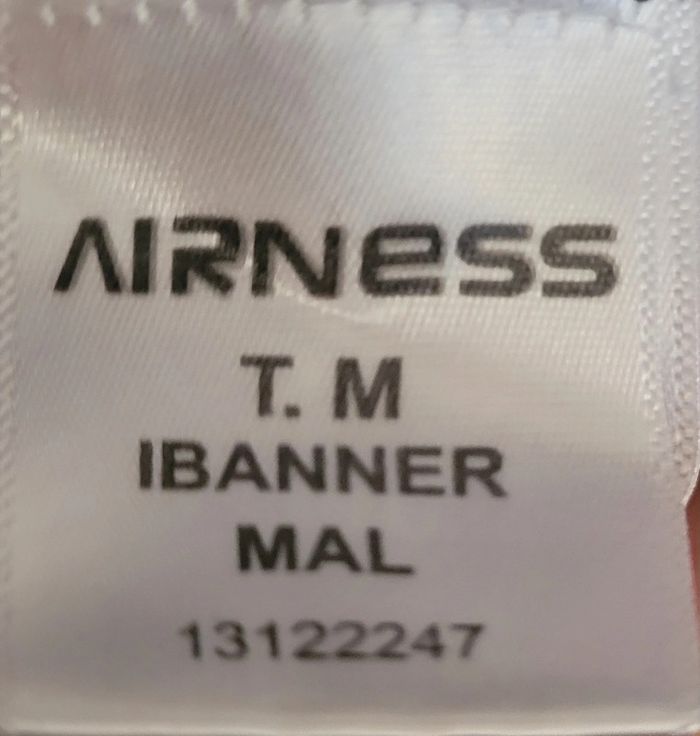 AIRNESS
T. M
IBANNER
MAL
13122247